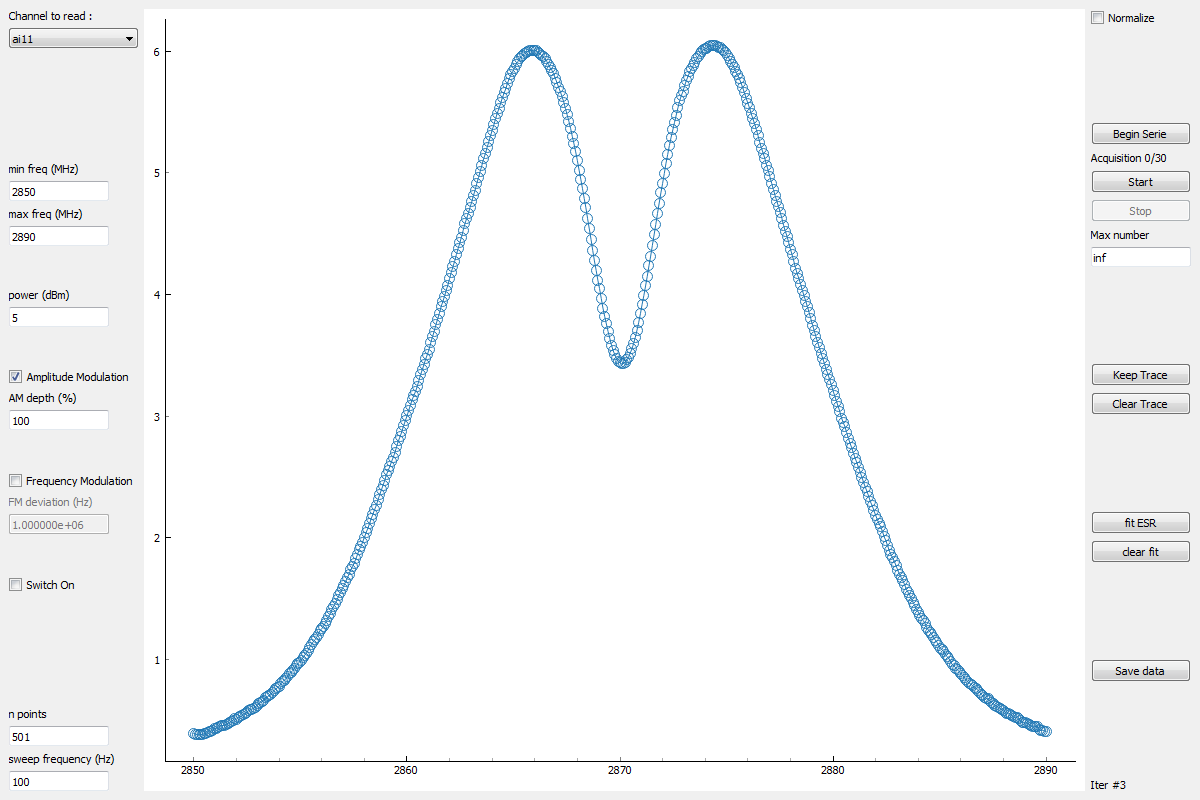 Channel to read :
ai11
min freq (MHz)
2850
max freq (MHz)
2890
power (dBm)
5
Amplitude Modulation
AM depth (%)
100
Frequency Modulation
FM deviation (Hz)
1.000000e+06
Switch On
n points
501
sweep frequency (Hz)
100
6
5
4
3
2
1
2850 2860 2870 2880 2890
Normalize
Begin Serie
Acquisition 0/30
Start
Stop
Max number
inf
Keep Trace
Clear Trace
fit ESR
clear fit
Save data
Iter #3